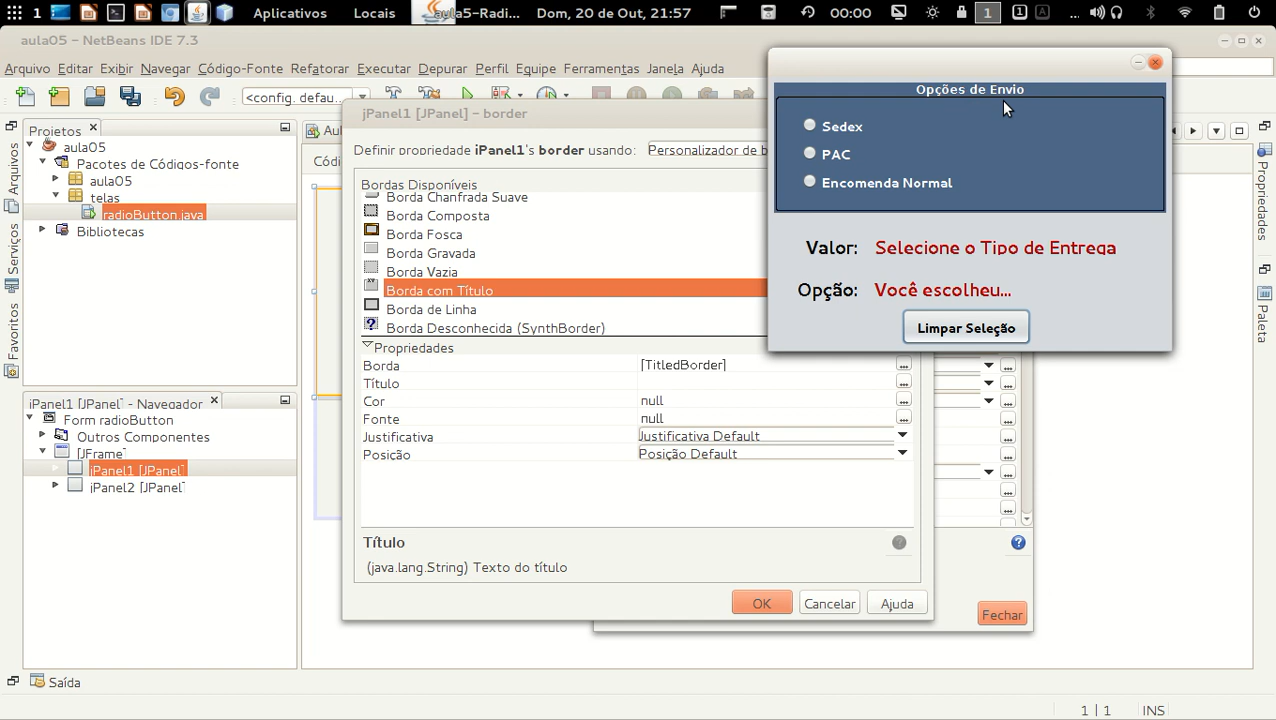 Aplicativos Locais aula5-Radi... Dom, 20 de Out, 21:57 00:00 1 1 A ...
aula05 - NetBeans IDE 7.3
Arquivo Editar Exibir Navegar Código-Fonte Refatorar Executar Depurar Perfil Equipe Ferramentas Janela Ajuda
<config. defau...
Projetos
aula05
Pacotes de Códigos-fonte
aula05
telas
radioButton.java
Bibliotecas
Arquivos
Serviços
Favoritos
jPanel1 [JPanel] - Navegador
Form radioButton
Outros Componentes
[JFrame]
jPanel1 [JPanel]
jPanel2 [JPanel]
Saída
jPanel1 [JPanel] - border
Definir propriedade jPanel1's border usando: Personalizador de b
Bordas Disponíveis
Borda Chanfrada Suave
Borda Composta
Borda Fosca
Borda Gravada
Borda Vazia
Borda com Título
Borda de Linha
Borda Desconhecida (SynthBorder)
Propriedades
Borda [TitledBorder] ...
Título ...
Cor null ...
Fonte null ...
Justificativa Justificativa Default
Posição Posição Default
Título
(java.lang.String) Texto do título
OK Cancelar Ajuda
Fechar
Opções de Envio
Sedex
PAC
Encomenda Normal
Valor: Selecione o Tipo de Entrega
Opção: Você escolheu...
Limpar Seleção
Propriedades
Paleta
1 | 1 INS